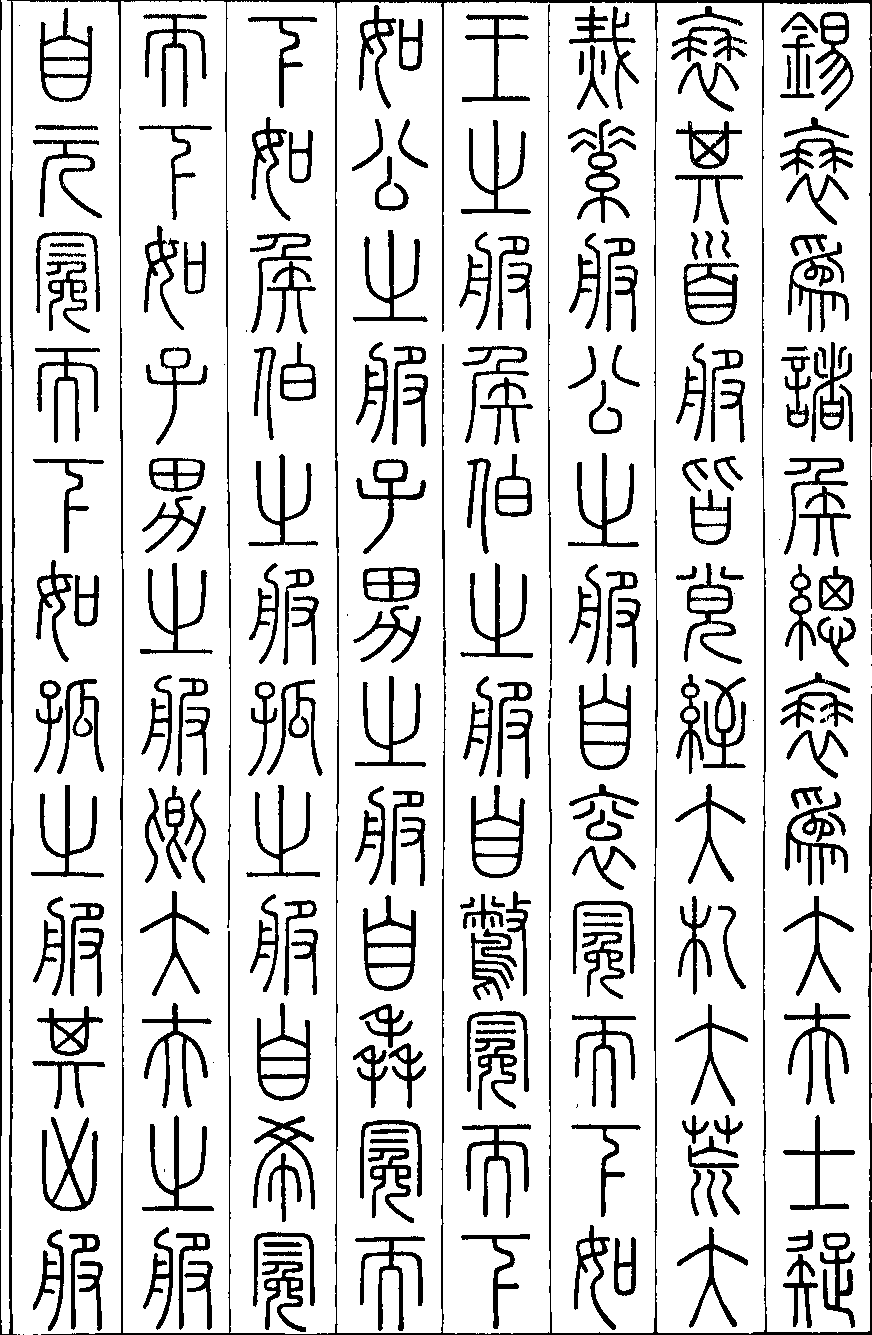 錫衰爲諸侯緦衰爲大夫士疑
衰其首服皆覍絰大札大荒大
烖素服公之服自袞冕而下如
王之服侯伯之服自鷩冕而下
如公之服子男之服自毳冕而
下如侯伯之服孤之服自希冕
而下如子男之服卿大夫之服
自玄冕而下如孤之服其凶服